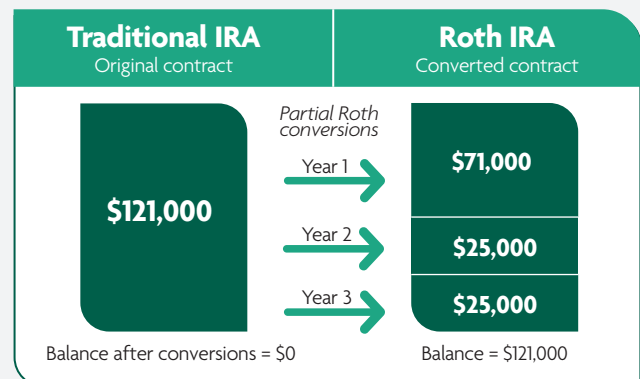 Traditional IRA
Original contract
Roth IRA
Converted contract
Partial Roth
conversions
$121,000
Year 1
$71,000
Year 2
$25,000
Year 3
$25,000
Balance after conversions = $0
Balance = $121,000